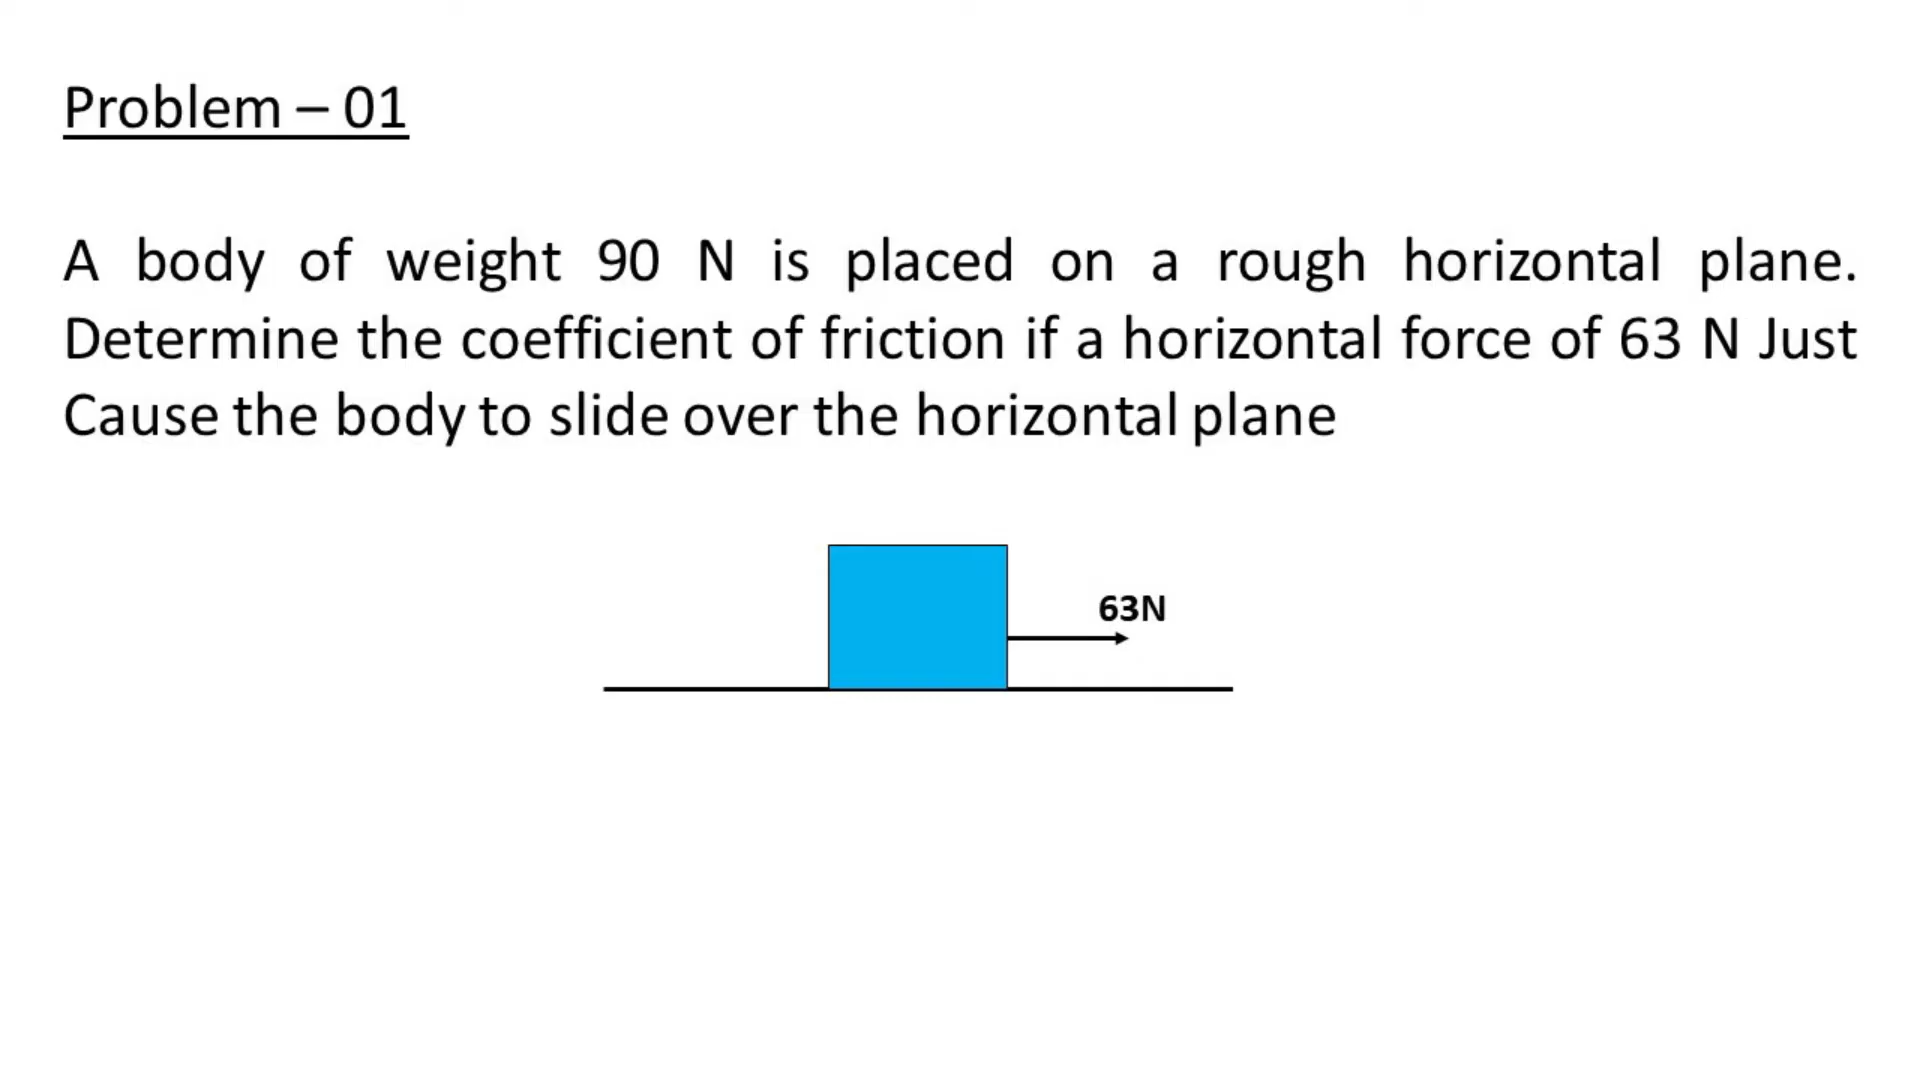 Problem – 01
A body of weight 90 N is placed on a rough horizontal plane.
Determine the coefficient of friction if a horizontal force of 63 N Just
Cause the body to slide over the horizontal plane
63N